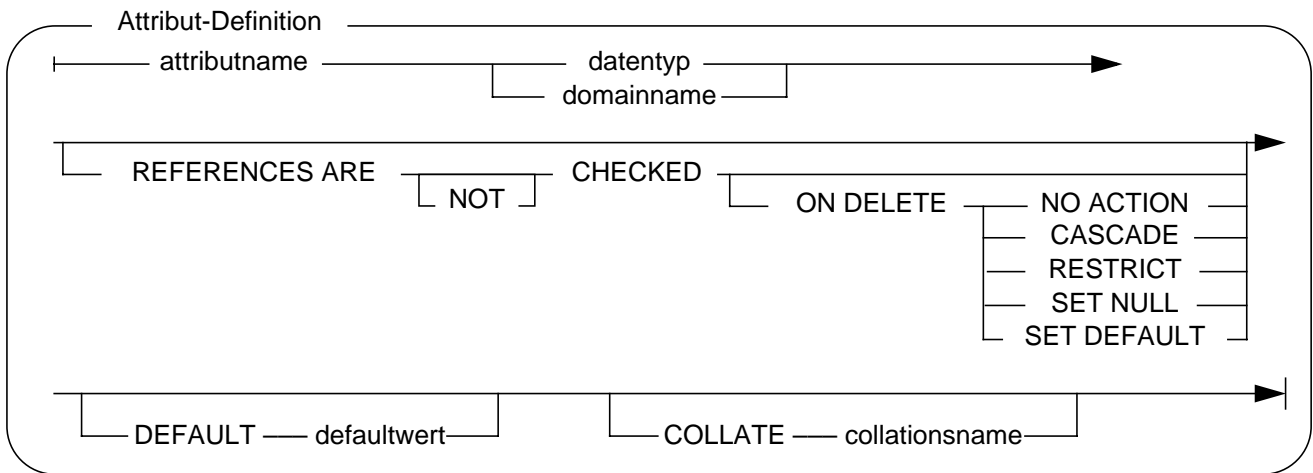 Attribut-Definition
attributname datentyp
domainname
REFERENCES ARE CHECKED
NOT ON DELETE NO ACTION
CASCADE
RESTRICT
SET NULL
SET DEFAULT
DEFAULT defaultwert COLLATE collationsname